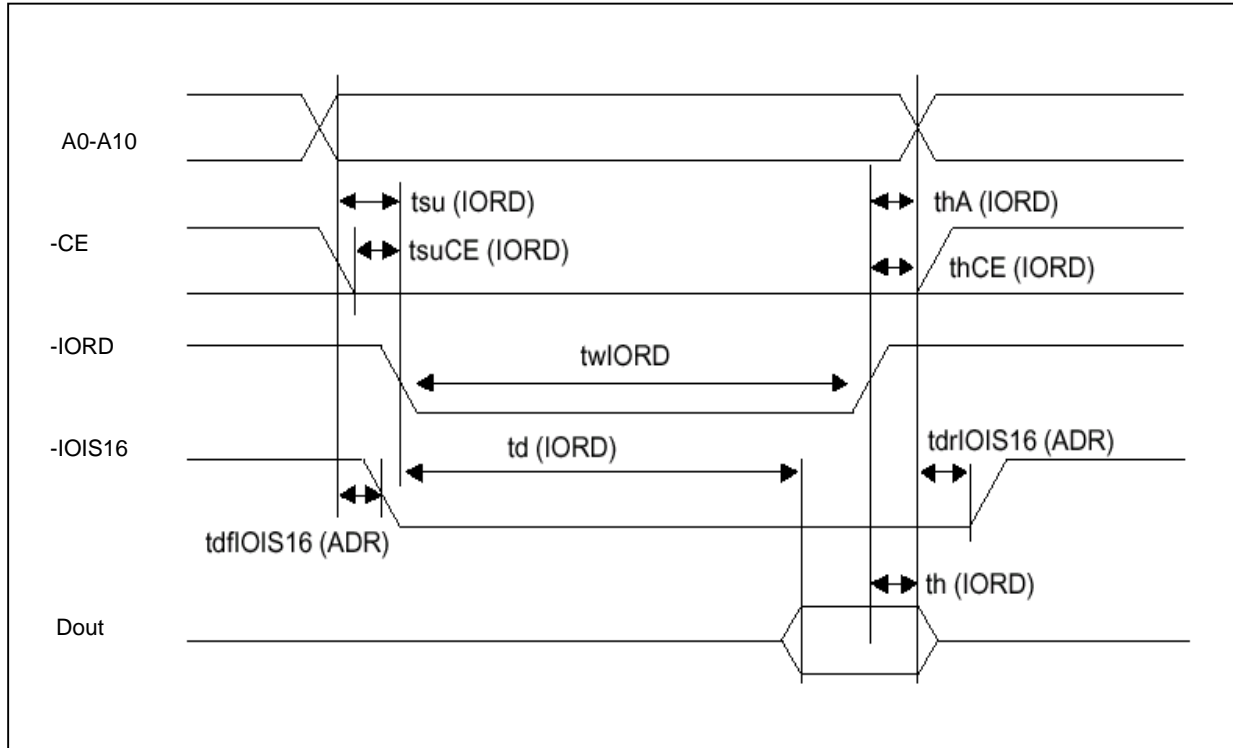 A0-A10
tsu (IORD)
thA (IORD)
-CE
tsuCE (IORD)
thCE (IORD)
-IORD
twIORD
-IOIS16
td (IORD)
tdrIOIS16 (ADR)
tdfIOIS16 (ADR)
th (IORD)
Dout